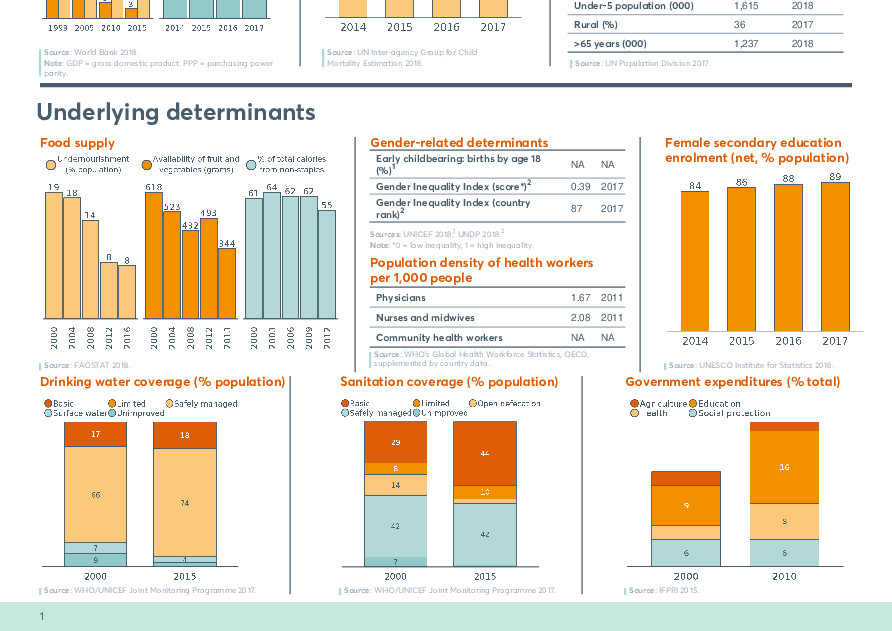 3
1999 2005 2010 2015
2014 2015 2016 2017
Source: World Bank 2018.
Note: GDP = gross domestic product. PPP = purchasing power
parity.
2014 2015 2016 2017
Source: UN Inter-agency Group for Child
Mortality Estimation 2018.
Under-5 population (000) 1,615 2018
Rural (%) 36 2017
>65 years (000) 1,237 2018
Source: UN Population Division 2017.
Underlying determinants
Food supply
Undernourishment
(% population)
Availability of fruit and
vegetables (grams)
% of total calories
from non-staples
19 18 14 8 8
618 523 432 493 344
61 64 62 62 55
2000 2004 2008 2012 2016
2000 2004 2008 2012
2000 2006 2009 2017
Source: FAOSTAT 2018.
Gender-related determinants
Early childbearing: births by age 18
(%)1 NA NA
Gender Inequality Index (score*)2 0.39 2017
Gender Inequality Index (country
rank)2 87 2017
Sources: UNICEF 2018,1 UNDP 2018.2
Note: *0 = low inequality, 1 = high inequality.
Population density of health workers
per 1,000 people
Physicians 1.67 2011
Nurses and midwives 2.08 2011
Community health workers NA NA
Source: WHO's Global Health Workforce Statistics, OECD,
supplemented by country data.
Female secondary education
enrolment (net, % population)
84 86 88 89
2014 2015 2016 2017
Source: UNESCO Institute for Statistics 2018.
Drinking water coverage (% population)
Basic Limited Safely managed
Surface water Unimproved
17 66 7 9
18 74 4
2000 2015
Source: WHO/UNICEF Joint Monitoring Programme 2017.
Sanitation coverage (% population)
Basic Limited Open defecation
Safely managed Unimproved
29 8 14 42 7
44 10 42
2000 2015
Source: WHO/UNICEF Joint Monitoring Programme 2017.
Government expenditures (% total)
Agriculture Education
Health Social protection
9 6
16 8 6
2000 2010
Source: IFPRI 2015.
1